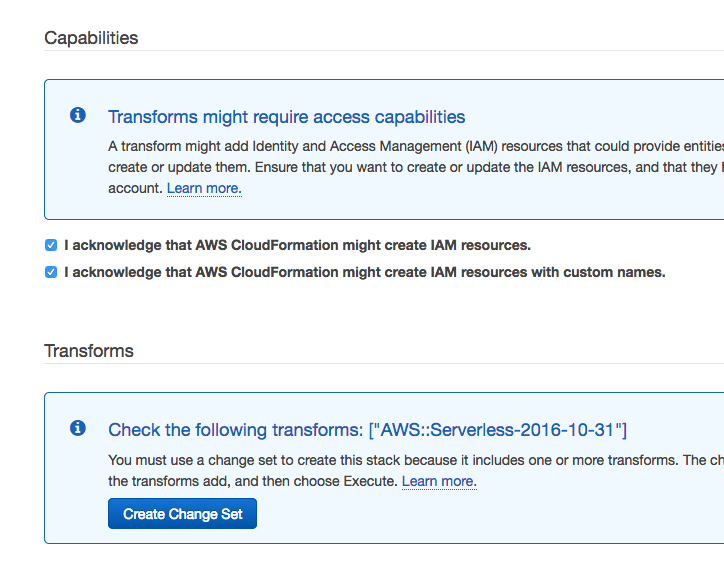 Capabilities
Transforms might require access capabilities
A transform might add Identity and Access Management (IAM) resources that could provide entities
create or update them. Ensure that you want to create or update the IAM resources, and that they
account. Learn more.
I acknowledge that AWS CloudFormation might create IAM resources.
I acknowledge that AWS CloudFormation might create IAM resources with custom names.
Transforms
Check the following transforms: ["AWS::Serverless-2016-10-31"]
You must use a change set to create this stack because it includes one or more transforms. The
the transforms add, and then choose Execute. Learn more.
Create Change Set